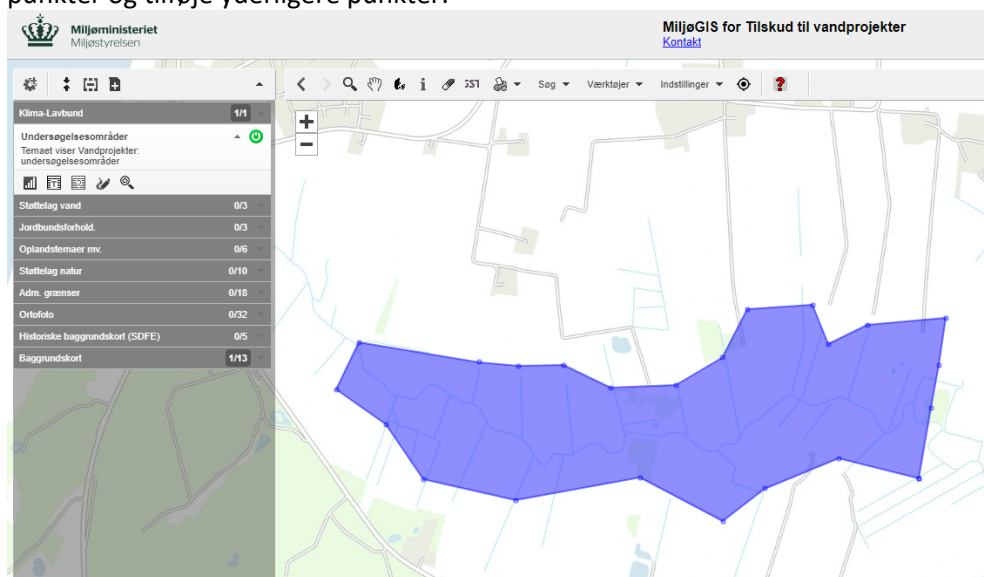 punkter og tilføje yderligere punkter.
Miljøministeriet
Miljøstyrelsen
MiljøGIS for Tilskud til vandprojekter
Kontakt
Søg
Værktøjer
Indstillinger
?
Klima-Lavbund 1/1
Undersøgelsesområder
Temaet viser Vandprojekter:
undersøgelsesområder
Støttelag vand 0/3
Jordbundsforhold. 0/3
Oplandstemaer mv. 0/6
Støttelag natur 0/10
Adm. grænser 0/18
Ortofoto 0/32
Historiske baggrundskort (SDFE) 0/5
Baggrundskort 1/13
+
−